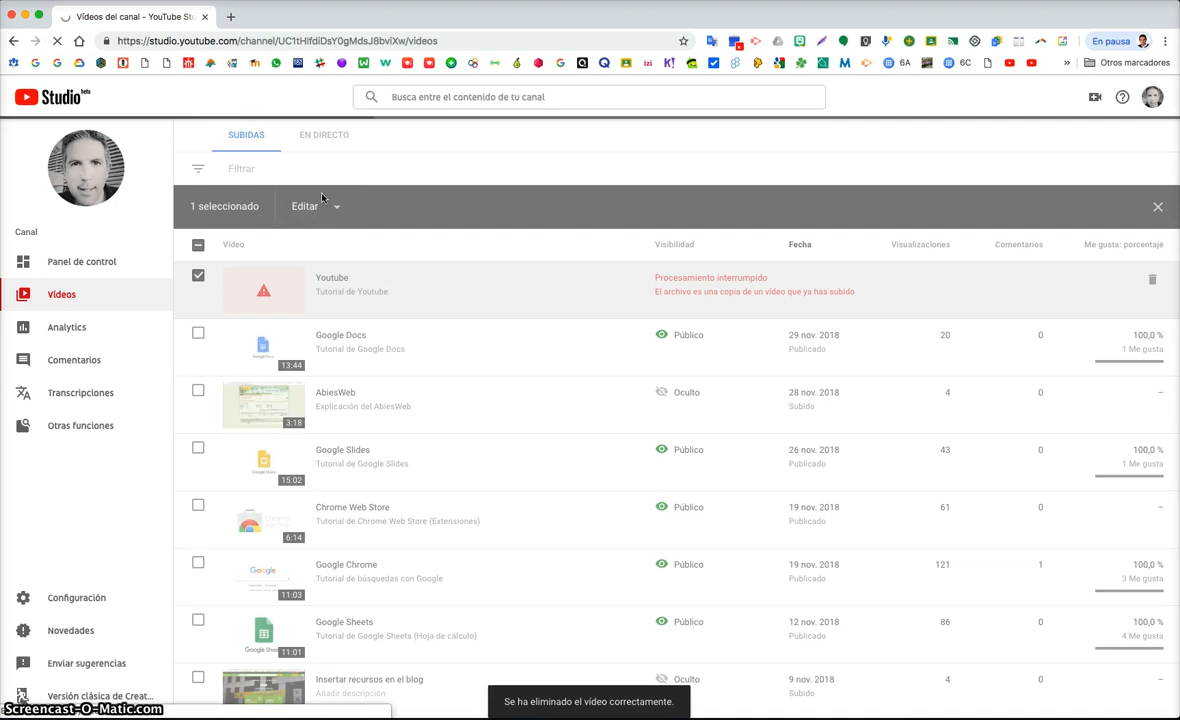 Vídeos del canal - YouTube Stu
https://studio.youtube.com/channel/UC1tHIfdiDsY0gMdsJ8bviXw/videos
En pausa
6A
6C
Otros marcadores
Studio beta
Busca entre el contenido de tu canal
SUBIDAS
EN DIRECTO
Filtrar
1 seleccionado
Editar
Canal
Panel de control
Vídeos
Analytics
Comentarios
Transcripciones
Otras funciones
Configuración
Novedades
Enviar sugerencias
Versión clásica de Creat...
Vídeo
Visibilidad
Fecha
Visualizaciones
Comentarios
Me gusta: porcentaje
Youtube
Procesamiento interrumpido
Tutorial de Youtube
El archivo es una copia de un vídeo que ya has subido
Google Docs
Público
29 nov. 2018
20
0
100,0 %
Tutorial de Google Docs
Publicado
1 Me gusta
13:44
AbiesWeb
Oculto
28 nov. 2018
4
0
–
Explicación del AbiesWeb
Subido
3:18
Google Slides
Público
26 nov. 2018
43
0
100,0 %
Tutorial de Google Slides
Publicado
1 Me gusta
15:02
Chrome Web Store
Público
19 nov. 2018
61
0
–
Tutorial de Chrome Web Store (Extensiones)
Publicado
6:14
Google Chrome
Público
19 nov. 2018
121
1
100,0 %
Tutorial de búsquedas con Google
Publicado
3 Me gusta
Google
11:03
Google Sheets
Público
12 nov. 2018
86
0
100,0 %
Tutorial de Google Sheets (Hoja de cálculo)
Publicado
4 Me gusta
11:01
Insertar recursos en el blog
Oculto
9 nov. 2018
4
0
–
Añadir descripción
Subido
Se ha eliminado el vídeo correctamente.
Screencast-O-Matic.com